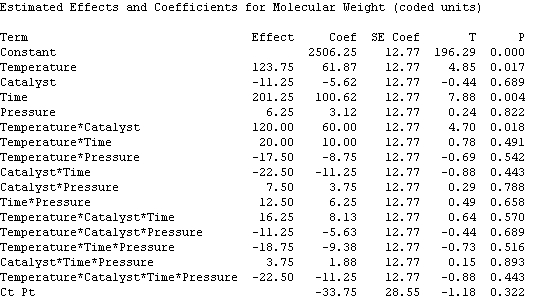 Estimated Effects and Coefficients for Molecular Weight (coded units)
Term Effect Coef SE Coef T P
Constant 2506.25 12.77 196.29 0.000
Temperature 123.75 61.87 12.77 4.85 0.017
Catalyst -11.25 -5.62 12.77 -0.44 0.689
Time 201.25 100.62 12.77 7.88 0.004
Pressure 6.25 3.12 12.77 0.24 0.822
Temperature*Catalyst 120.00 60.00 12.77 4.70 0.018
Temperature*Time 20.00 10.00 12.77 0.78 0.491
Temperature*Pressure -17.50 -8.75 12.77 -0.69 0.542
Catalyst*Time -22.50 -11.25 12.77 -0.88 0.443
Catalyst*Pressure 7.50 3.75 12.77 0.29 0.788
Time*Pressure 12.50 6.25 12.77 0.49 0.658
Temperature*Catalyst*Time 16.25 8.13 12.77 0.64 0.570
Temperature*Catalyst*Pressure -11.25 -5.63 12.77 -0.44 0.689
Temperature*Time*Pressure -18.75 -9.38 12.77 -0.73 0.516
Catalyst*Time*Pressure 3.75 1.88 12.77 0.15 0.893
Temperature*Catalyst*Time*Pressure -22.50 -11.25 12.77 -0.88 0.443
Ct Pt -33.75 28.55 -1.18 0.322